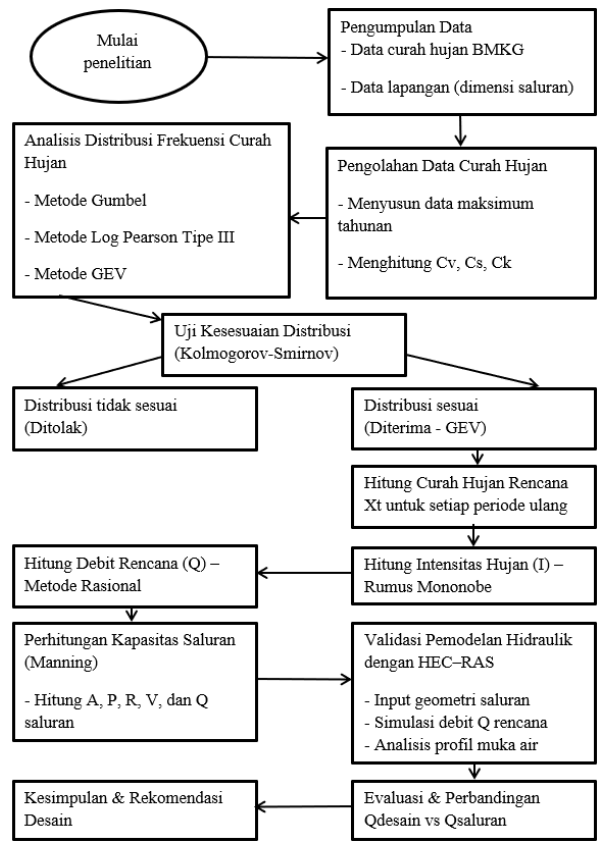 Mulai
penelitian
Pengumpulan Data
- Data curah hujan BMKG
- Data lapangan (dimensi saluran)
Pengolahan Data Curah Hujan
- Menyusun data maksimum
tahunan
- Menghitung Cv, Cs, Ck
Analisis Distribusi Frekuensi Curah
Hujan
- Metode Gumbel
- Metode Log Pearson Tipe III
- Metode GEV
Uji Kesesuaian Distribusi
(Kolmogorov-Smirnov)
Distribusi tidak sesuai
(Ditolak)
Distribusi sesuai
(Diterima - GEV)
Hitung Curah Hujan Rencana
Xt untuk setiap periode ulang
Hitung Intensitas Hujan (I) –
Rumus Mononobe
Hitung Debit Rencana (Q) –
Metode Rasional
Perhitungan Kapasitas Saluran
(Manning)
- Hitung A, P, R, V, dan Q
saluran
Validasi Pemodelan Hidraulik
dengan HEC–RAS
- Input geometri saluran
- Simulasi debit Q rencana
- Analisis profil muka air
Evaluasi & Perbandingan
Qdesain vs Qsaluran
Kesimpulan & Rekomendasi
Desain